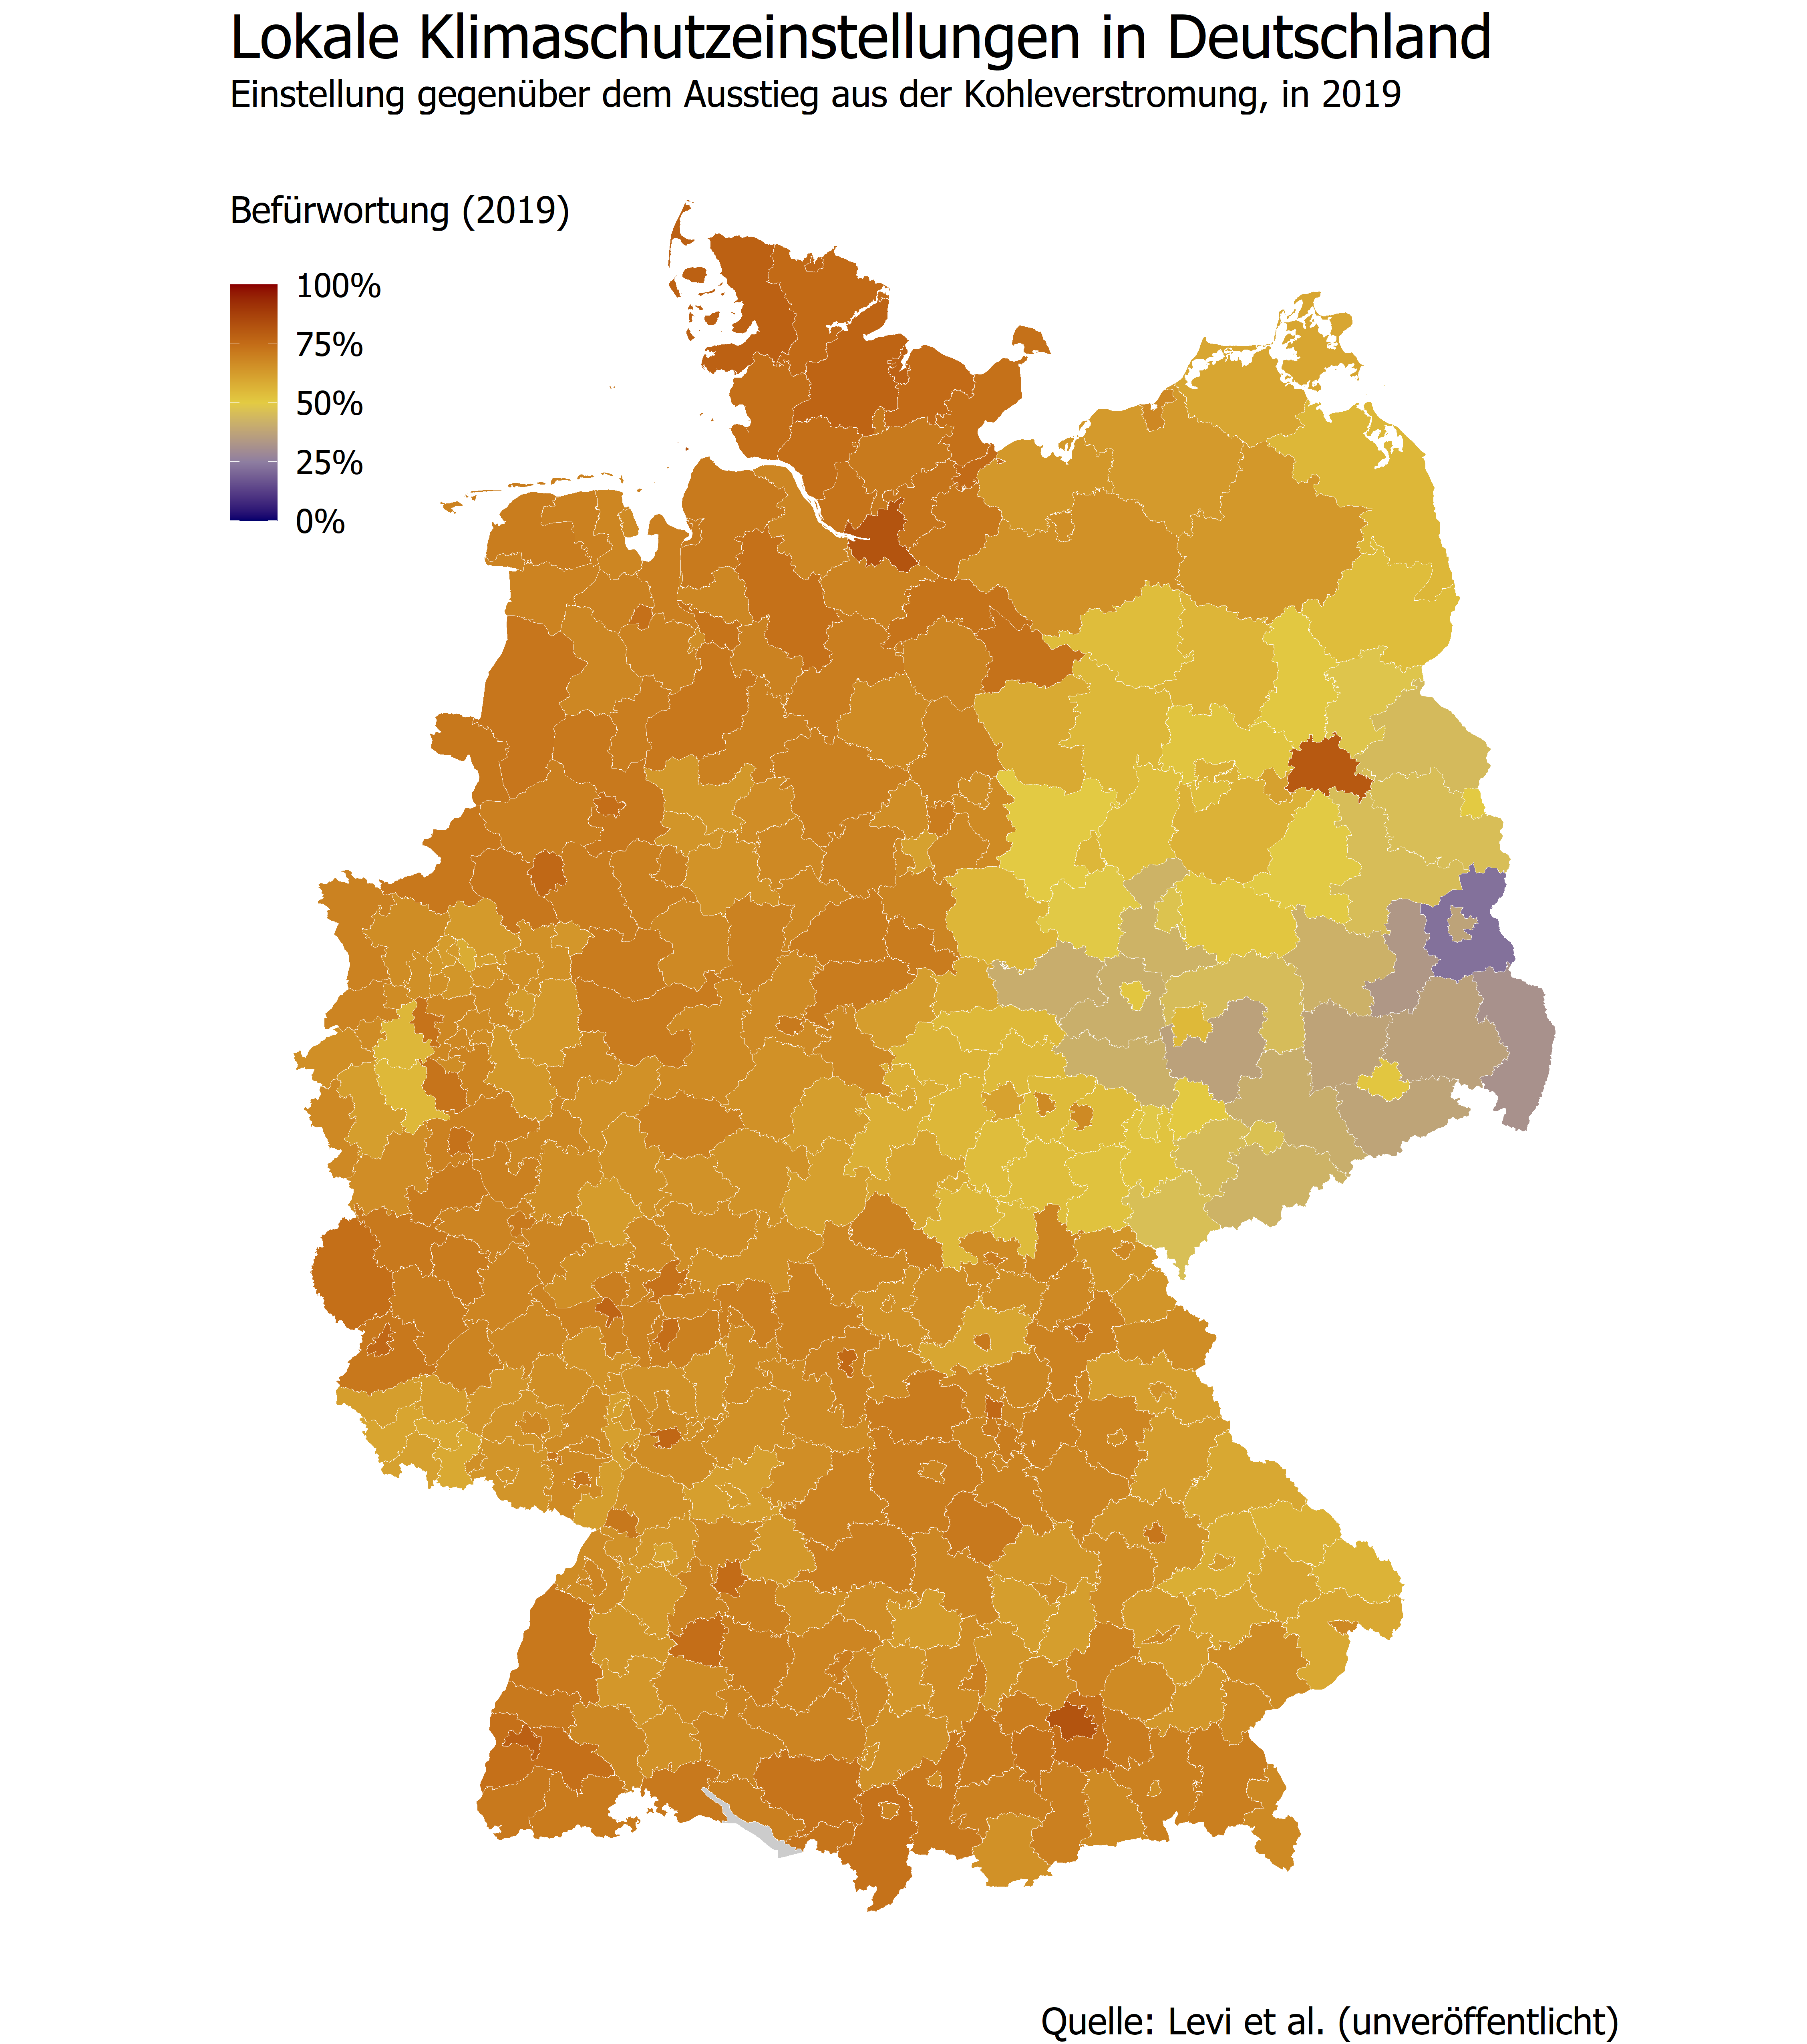 Lokale Klimaschutzeinstellungen in Deutschland
Einstellung gegenüber dem Ausstieg aus der Kohleverstromung, in 2019
Befürwortung (2019)
100%
75%
50%
25%
0%
Quelle: Levi et al. (unveröffentlicht)